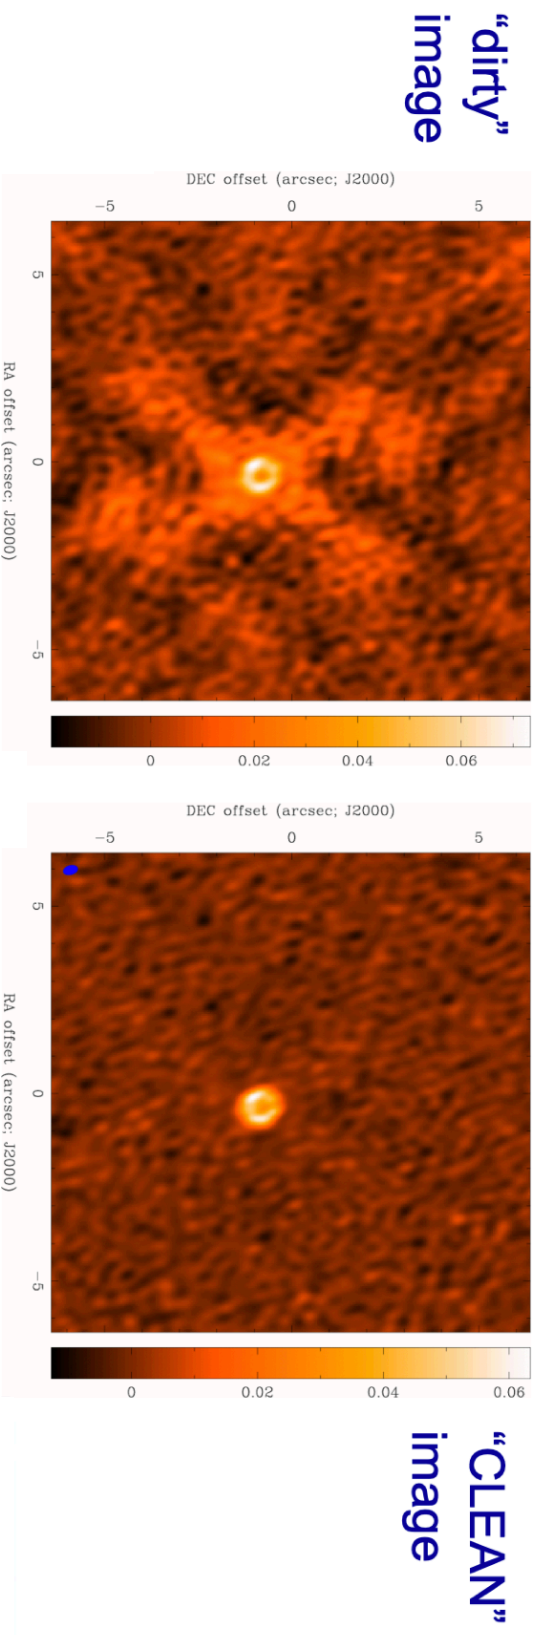 “dirty”
image
DEC offset (arcsec; J2000)
−5 0 5
5
0
−5
RA offset (arcsec; J2000)
0 0.02 0.04 0.06
DEC offset (arcsec; J2000)
−5 0 5
5
0
−5
RA offset (arcsec; J2000)
0 0.02 0.04 0.06
“CLEAN”
image